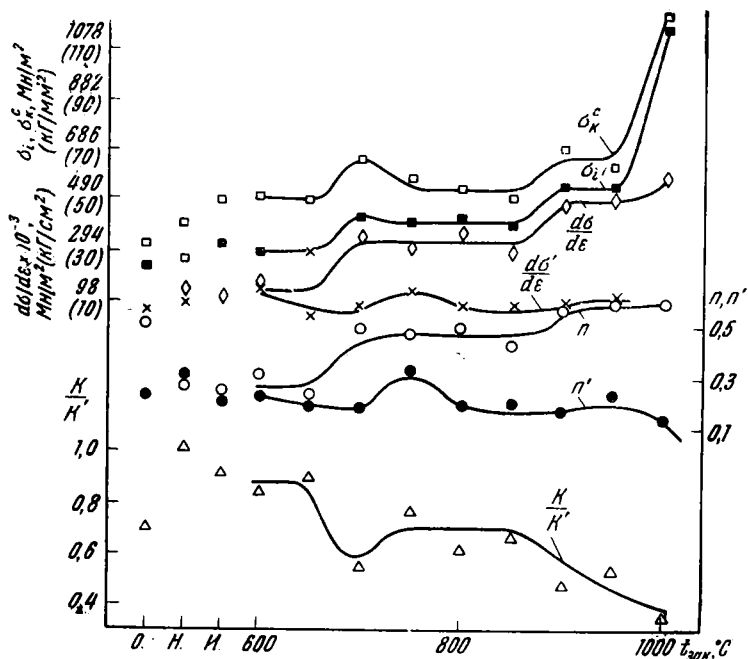 σᵢ, σₖᶜ, Мн/м²
(кГ/мм²)
1078
(110)
882
(90)
686
(70)
490
(50)
294
(30)
98
(10)
dσ/dε×10⁻³,
Мн/м² (кГ/см²)
K/K'
1,0
0,8
0,6
0,4
σₖᶜ
σᵢ
dσ/dε
dσ'/dε
n
n'
K/K'
n, n'
0,5
0,3
0,1
О. Н. И. 600 800 1000 tзак,°C